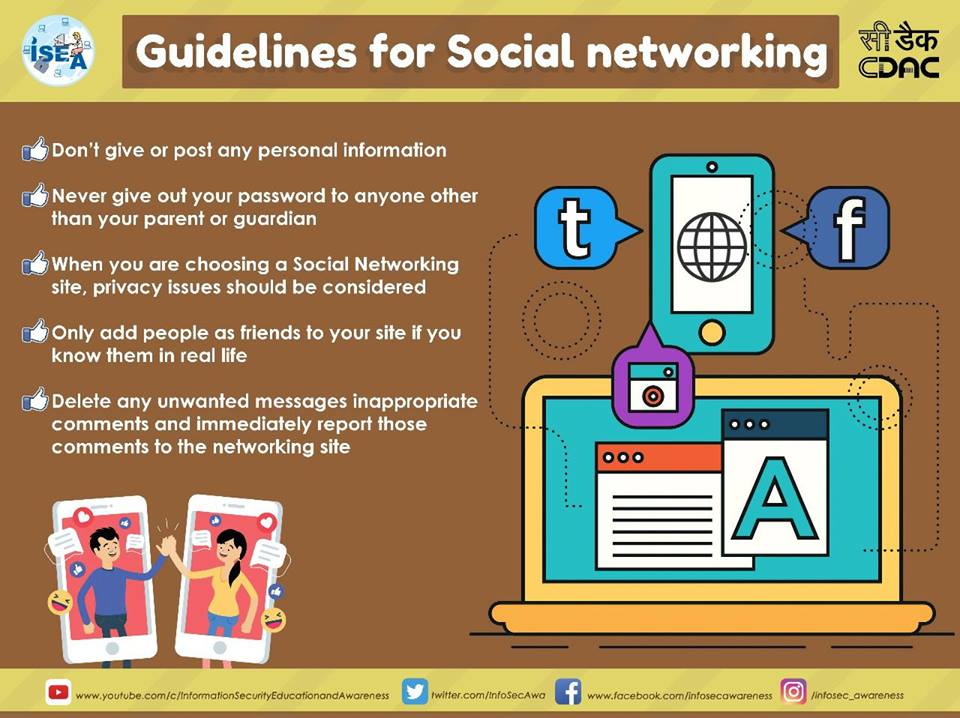 iSEA
Guidelines for Social networking
सी डैक
CDAC
Don't give or post any personal information
Never give out your password to anyone other
than your parent or guardian
When you are choosing a Social Networking
site, privacy issues should be considered
Only add people as friends to your site if you
know them in real life
Delete any unwanted messages inappropriate
comments and immediately report those
comments to the networking site
t
f
A
www.youtube.com/c/InformationSecurityEducationandAwareness
twitter.com/InfoSecAwa
www.facebook.com/infosecawareness
/infosec_awareness